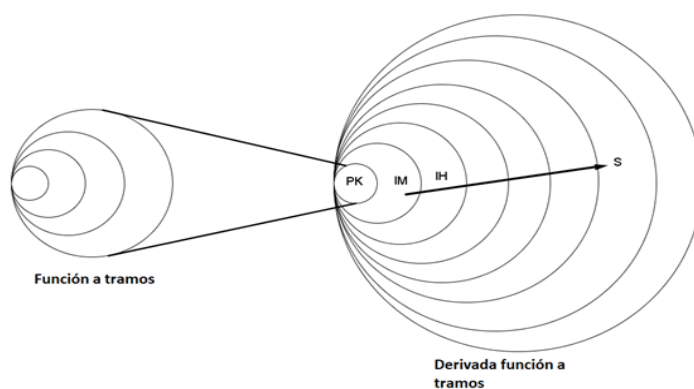 PK
IM
IH
S
Función a tramos
Derivada función a
tramos